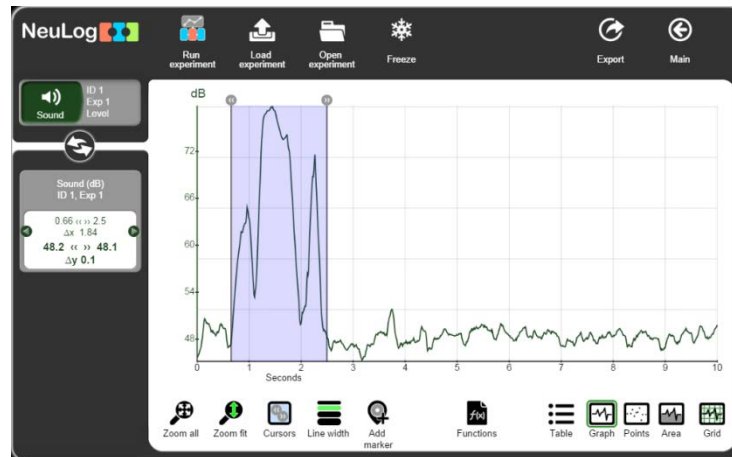 NeuLog
Run experiment
Load experiment
Open experiment
Freeze
Export
Main
Sound
ID 1
Exp 1
Level
Sound (dB)
ID 1, Exp 1
0.66 ‹‹ ›› 2.5
Δx 1.84
48.2 ‹‹ ›› 48.1
Δy 0.1
dB
72
66
60
54
48
0 1 2 3 4 5 6 7 8 9 10
Seconds
Zoom all
Zoom fit
Cursors
Line width
Add marker
f(x)
Functions
Table
Graph
Points
Area
Grid